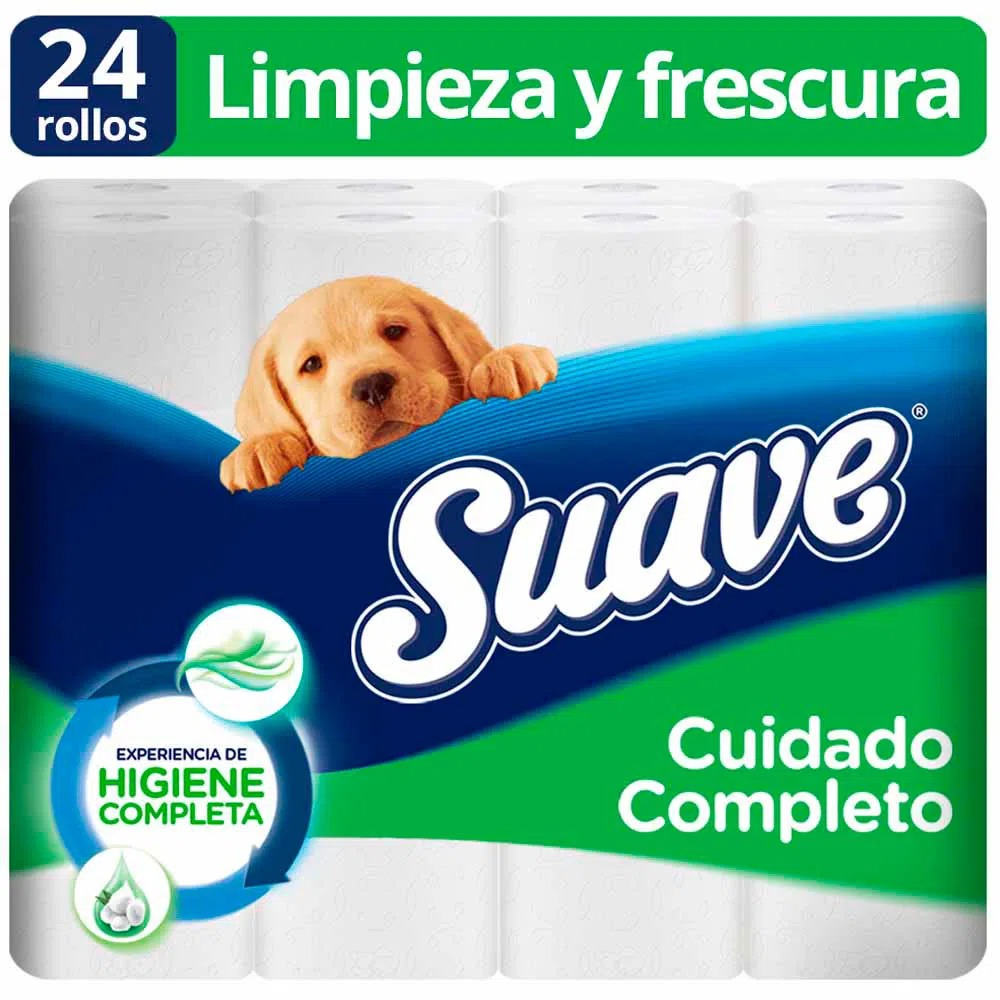 24
rollos
Limpieza y frescura
Suave®
EXPERIENCIA DE
HIGIENE
COMPLETA
Cuidado
Completo